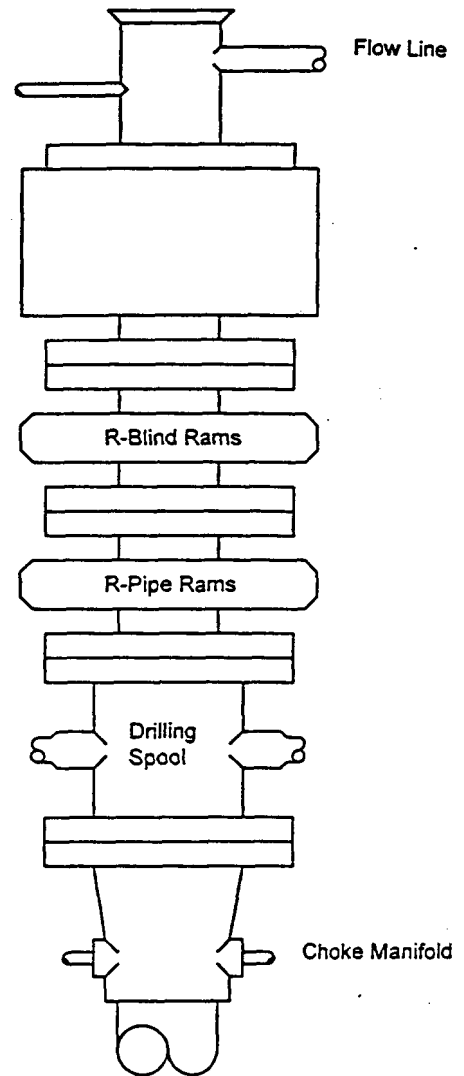 Flow Line
R-Blind Rams
R-Pipe Rams
Drilling
Spool
Choke Manifold